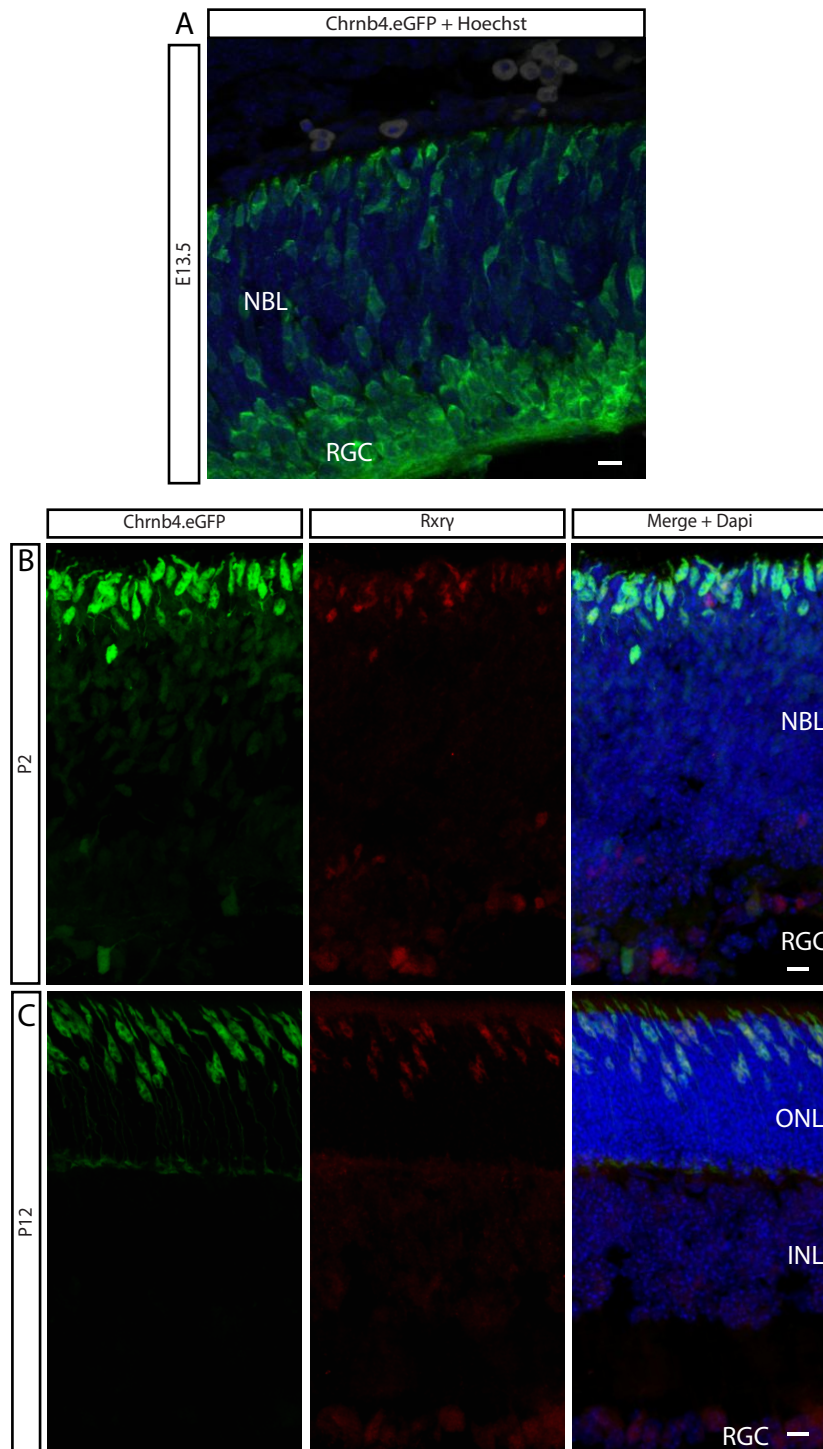 A
Chrnb4.eGFP + Hoechst
E13.5
NBL
RGC
Chrnb4.eGFP
Rxrγ
Merge + Dapi
B
P2
NBL
RGC
C
P12
ONL
INL
RGC